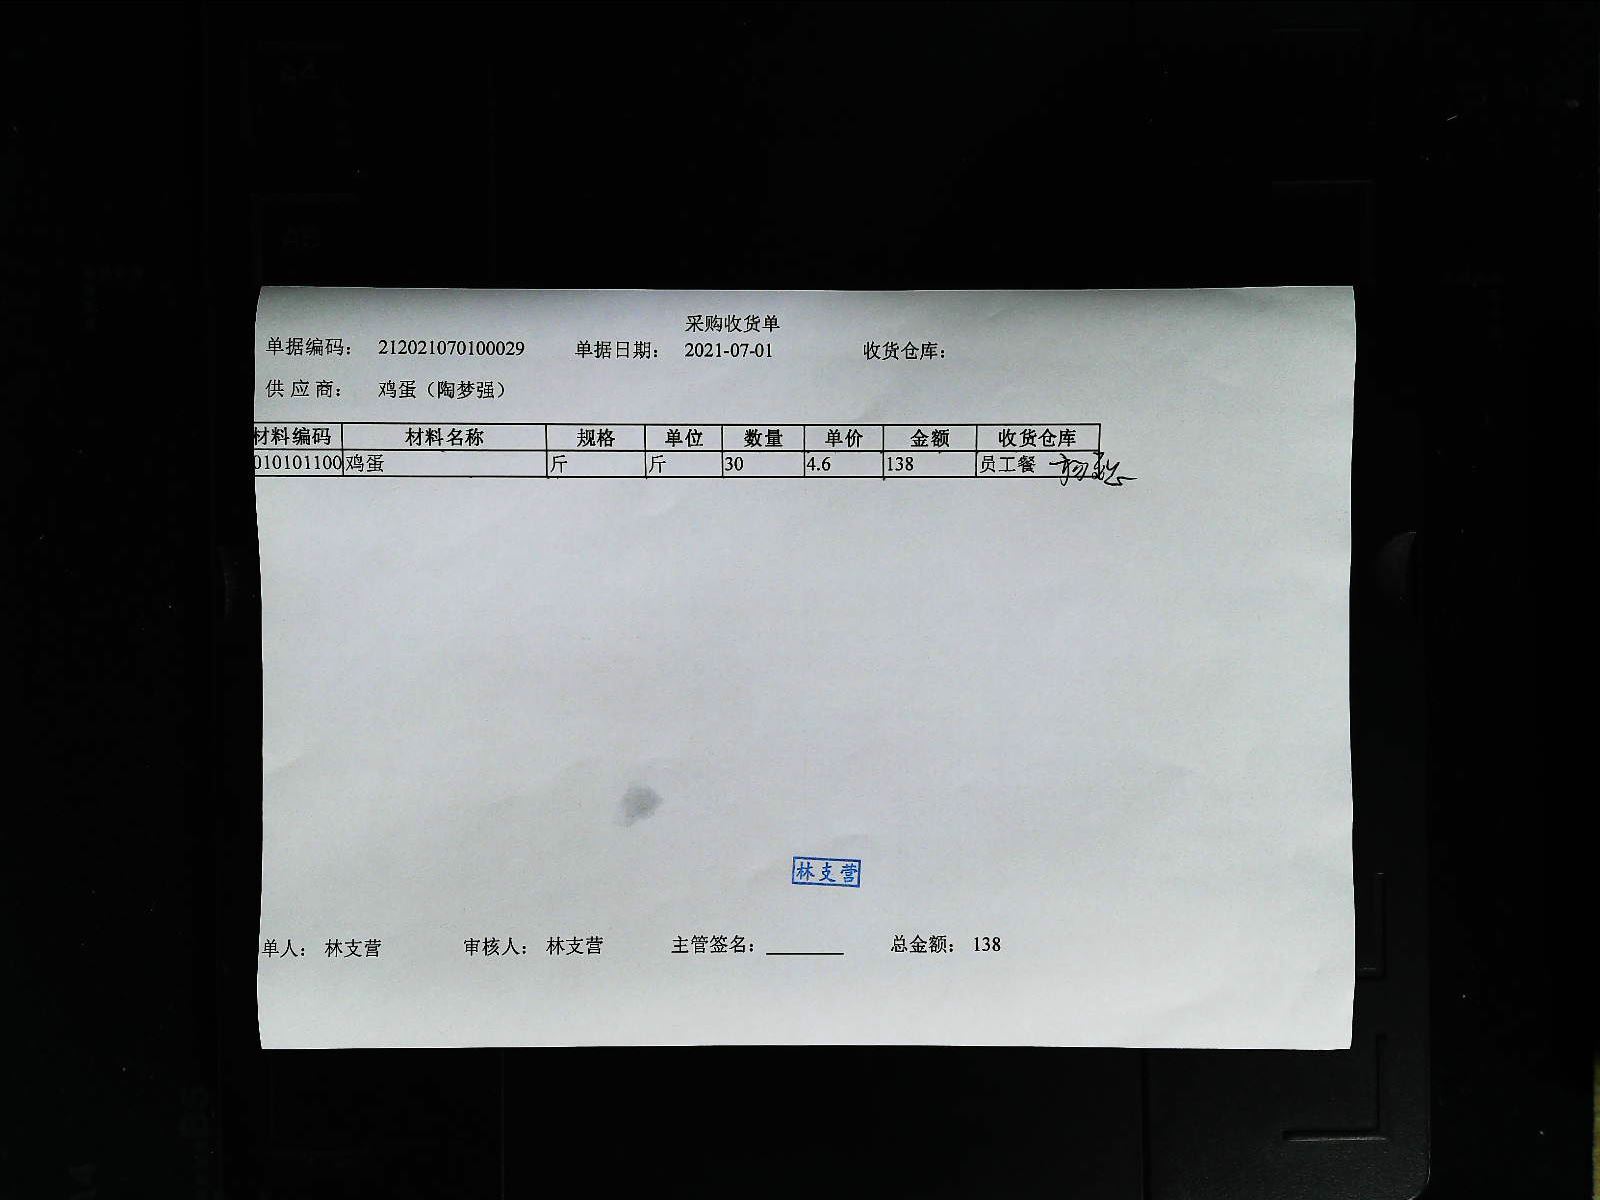 采购收货单
单据编码： 212021070100029 单据日期： 2021-07-01 收货仓库：
供 应 商： 鸡蛋（陶梦强）
材料编码 材料名称 规格 单位 数量 单价 金额 收货仓库
010101100 鸡蛋 斤 斤 30 4.6 138 员工餐
林支营
单人： 林支营 审核人： 林支营 主管签名： 总金额： 138